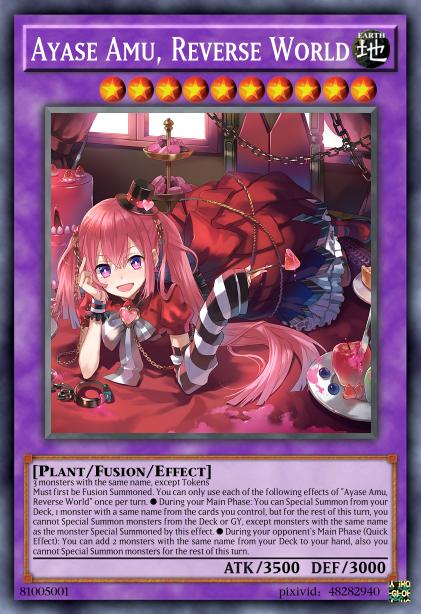 AYASE AMU, REVERSE WORLD
EARTH
地
[PLANT/FUSION/EFFECT]
3 monsters with the same name, except Tokens
Must first be Fusion Summoned. You can only use each of the following effects of "Ayase Amu,
Reverse World" once per turn. ● During your Main Phase: You can Special Summon from
your Deck, 1 monster with a same name from the cards you control, but for the rest of this turn, you
cannot Special Summon monsters from the Deck or GY, except monsters with the same name
as the monster Special Summoned by this effect. ● During your opponent's Main Phase (Quick
Effect): You can add 2 monsters with the same name from your Deck to your hand, also you
cannot Special Summon monsters for the rest of this turn.
ATK/3500 DEF/3000
81005001
pixivid: 48282940